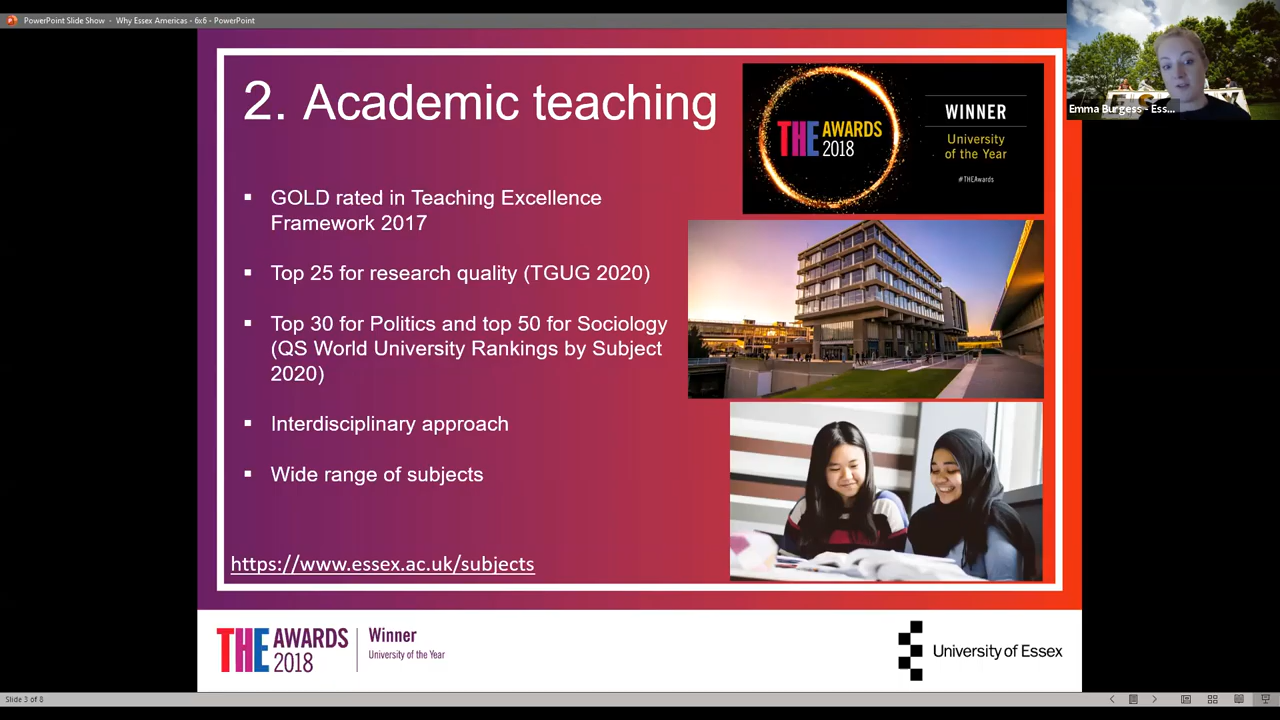 PowerPoint Slide Show - Why Essex Americas - 6x6 - PowerPoint
2. Academic teaching
THE AWARDS
2018
WINNER
University
of the Year
#THEAwards
Emma Burgess - Ess...
▪ GOLD rated in Teaching Excellence
Framework 2017
▪ Top 25 for research quality (TGUG 2020)
▪ Top 30 for Politics and top 50 for Sociology
(QS World University Rankings by Subject
2020)
▪ Interdisciplinary approach
▪ Wide range of subjects
https://www.essex.ac.uk/subjects
THE AWARDS
2018
Winner
University of the Year
University of Essex
Slide 3 of 8